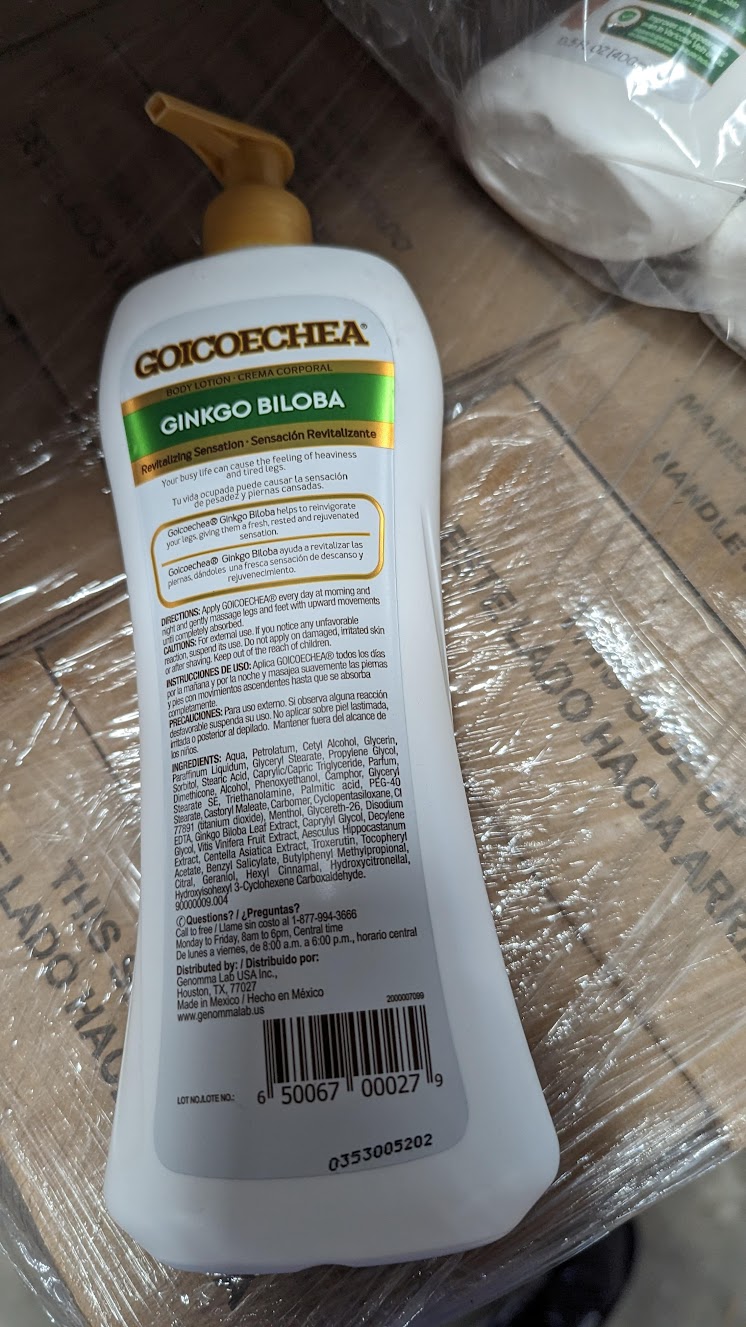 GOICOECHEA®
BODY LOTION · CREMA CORPORAL
GINKGO BILOBA
Revitalizing Sensation · Sensación Revitalizante
Your busy life can cause the feeling of heaviness
and tired legs.
Tu vida ocupada puede causar la sensación
de pesadez y piernas cansadas.
Goicoechea® Ginkgo Biloba helps to reinvigorate
your legs, giving them a fresh, rested and rejuvenated
sensation.
Goicoechea® Ginkgo Biloba ayuda a revitalizar las
piernas, dándoles una fresca sensación de descanso y
rejuvenecimiento.
DIRECTIONS: Apply GOICOECHEA® every day at morning and
night and gently massage legs and feet with upward movements
until completely absorbed.
CAUTIONS: For external use. If you notice any unfavorable
reaction, suspend its use. Do not apply on damaged, irritated skin
or after shaving. Keep out of the reach of children.
INSTRUCCIONES DE USO: Aplica GOICOECHEA® todos los días
por la mañana y por la noche y masajea suavemente las piernas
y pies con movimientos ascendentes hasta que se absorba
completamente.
PRECAUCIONES: Para uso externo. Si observa alguna reacción
desfavorable suspenda su uso. No aplicar sobre piel lastimada,
irritada o posterior al depilado. Mantener fuera del alcance de
los niños.
INGREDIENTS: Aqua, Petrolatum, Cetyl Alcohol, Glycerin,
Paraffinum Liquidum, Glyceryl Stearate, Propylene Glycol,
Sorbitol, Stearic Acid, Caprylic/Capric Triglyceride, Parfum,
Dimethicone, Alcohol, Phenoxyethanol, Camphor, Glyceryl
Stearate SE, Triethanolamine, Palmitic acid, PEG-40
Stearate, Castoryl Maleate, Carbomer, Cyclopentasiloxane, CI
77891 (titanium dioxide), Menthol, Glycereth-26, Disodium
EDTA, Ginkgo Biloba Leaf Extract, Caprylyl Glycol, Decylene
Glycol, Vitis Vinifera Fruit Extract, Aesculus Hippocastanum
Extract, Centella Asiatica Extract, Troxerutin, Tocopheryl
Acetate, Benzyl Salicylate, Butylphenyl Methylpropional,
Citral, Geraniol, Hexyl Cinnamal, Hydroxycitronellal,
Hydroxyisohexyl 3-Cyclohexene Carboxaldehyde.
90000009.004
Questions? / ¿Preguntas?
Call to free / Llame sin costo al 1-877-994-3666
Monday to Friday, 8am to 6pm, Central time
De lunes a viernes, de 8:00 a.m. a 6:00 p.m., horario central
Distributed by: / Distribuido por:
Genomma Lab USA Inc.,
Houston, TX, 77027
Made in Mexico / Hecho en México
www.genommalab.us
2000007099
LOT NO./LOTE NO.:
6 50067 00027 9
0353005202
HANDLE
THIS SIDE UP
ESTE LADO HACIA ARRIBA
THIS S
LADO HAC